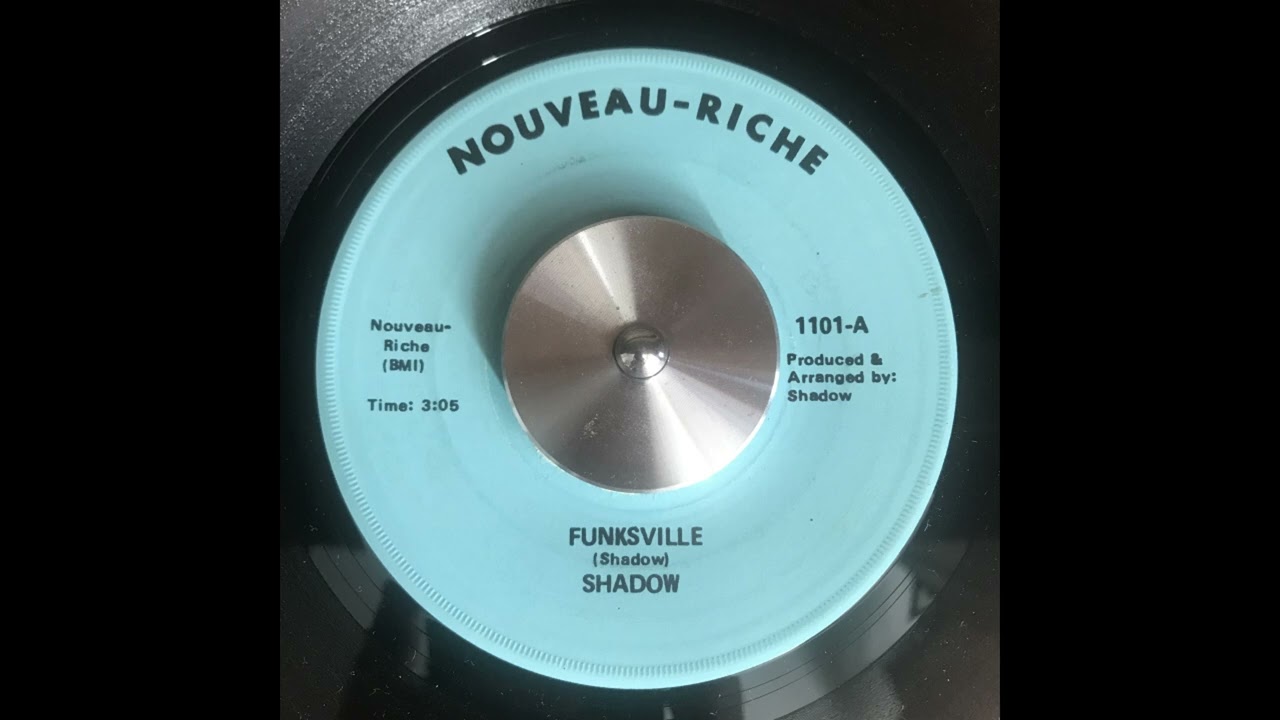 NOUVEAU-RICHE
Nouveau-
Riche
(BMI)
Time: 3:05
1101-A
Produced &
Arranged by:
Shadow
FUNKSVILLE
(Shadow)
SHADOW